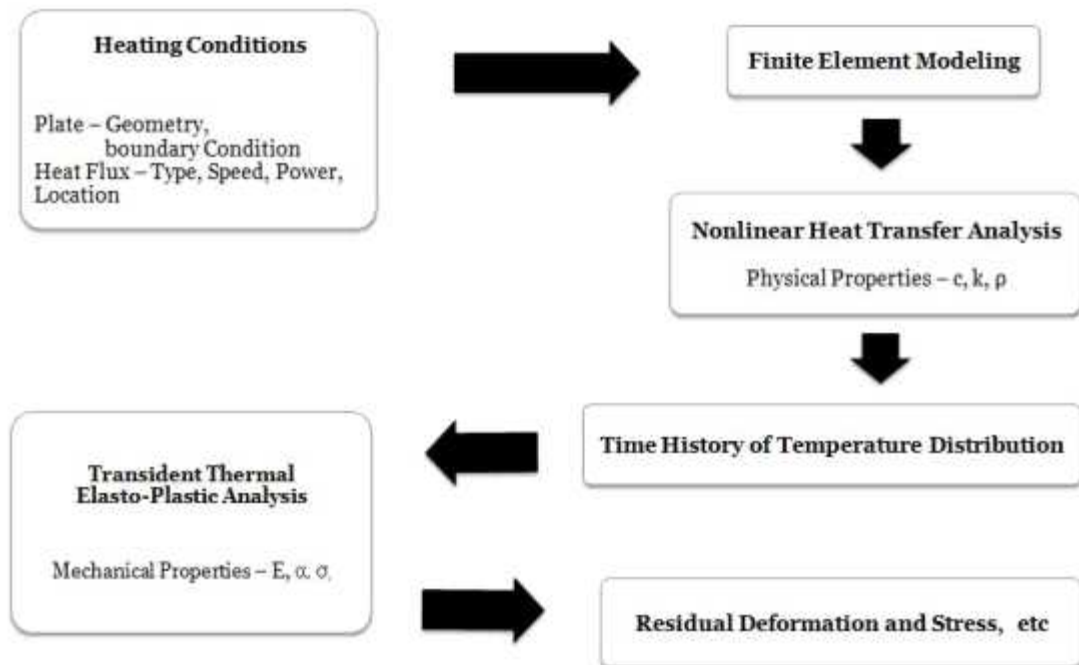 Heating Conditions
Plate – Geometry,
boundary Condition
Heat Flux – Type, Speed, Power,
Location
Finite Element Modeling
Nonlinear Heat Transfer Analysis
Physical Properties – c, k, ρ
Time History of Temperature Distribution
Transident Thermal
Elasto-Plastic Analysis
Mechanical Properties – E, α, σ,
Residual Deformation and Stress, etc